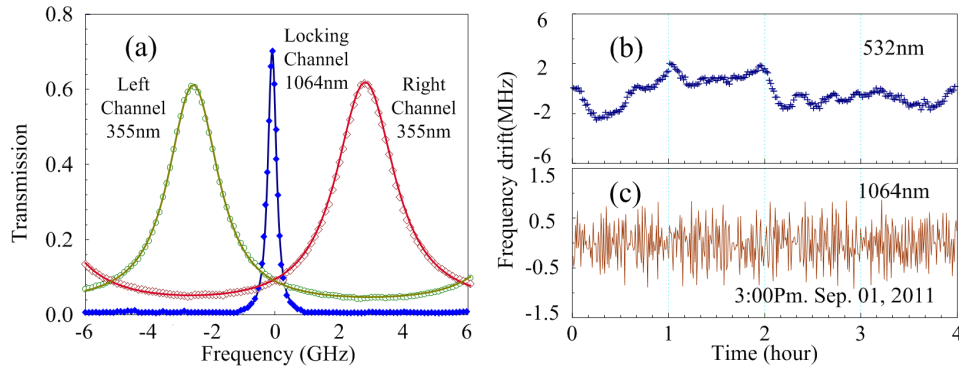 (a)
Locking
Channel
1064nm
Left
Channel
355nm
Right
Channel
355nm
Transmission
0.8
0.6
0.4
0.2
0.0
-6
-4
-2
0
2
4
6
Frequency (GHz)
(b)
532nm
6
2
-2
-6
Frequency drift(MHz)
(c)
1064nm
1.5
0.5
-0.5
-1.5
3:00Pm. Sep. 01, 2011
0
1
2
3
4
Time (hour)